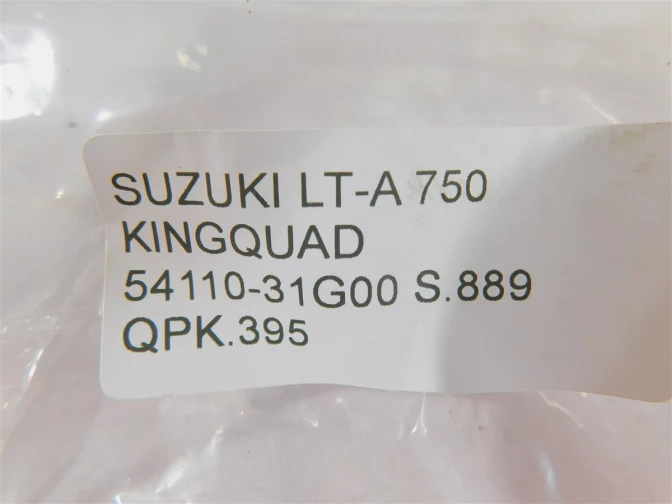 SUZUKI LT-A 750
KINGQUAD
54110-31G00 S.889
QPK.395